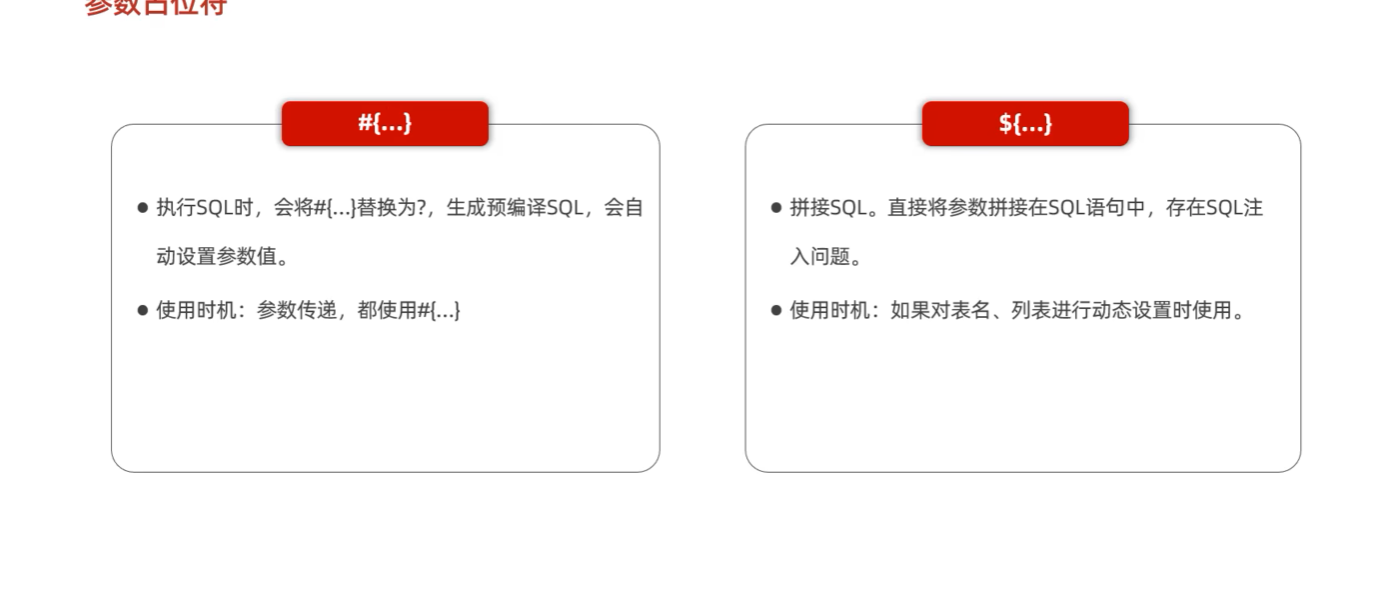 参数占位符
#{...}
执行SQL时，会将#{...}替换为?，生成预编译SQL，会自
动设置参数值。
使用时机：参数传递，都使用#{...}
${...}
拼接SQL。直接将参数拼接在SQL语句中，存在SQL注
入问题。
使用时机：如果对表名、列表进行动态设置时使用。